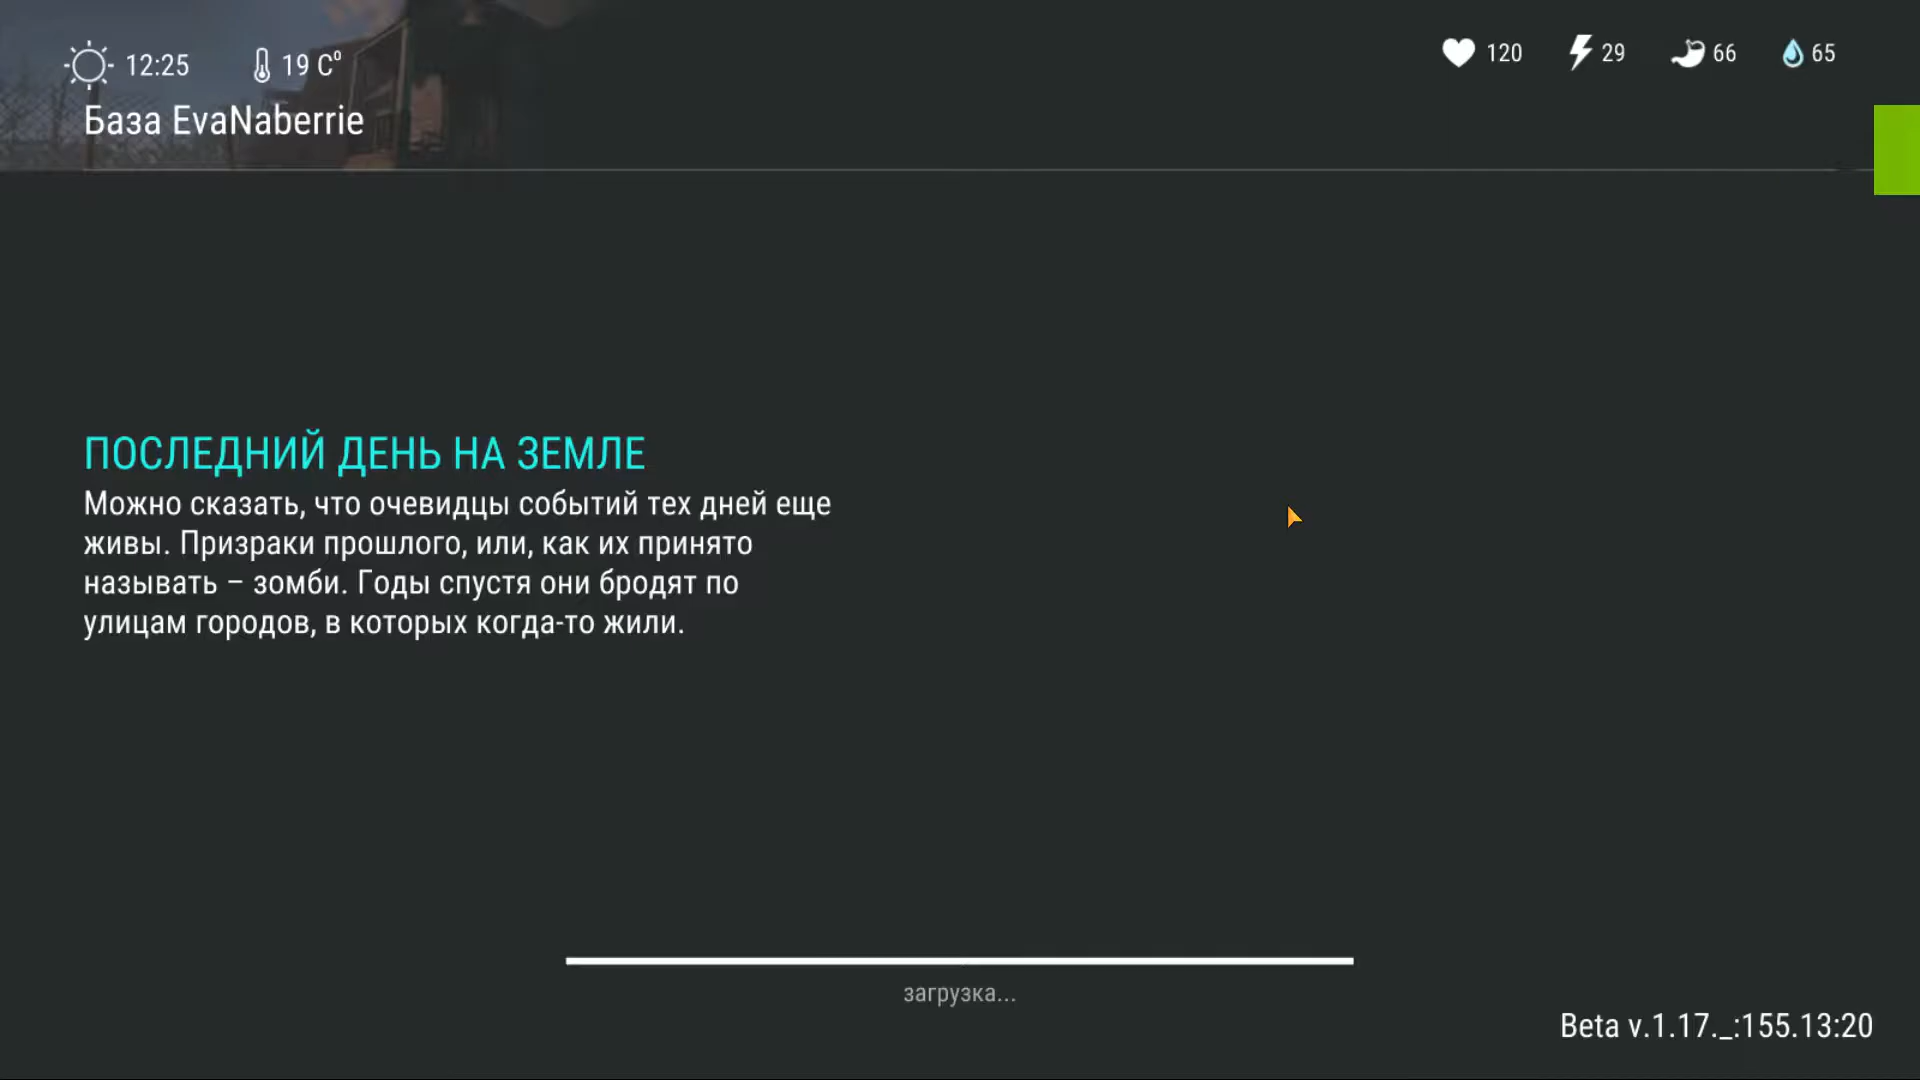 12:25
19 C⁰
120
29
66
65
База EvaNaberrie
ПОСЛЕДНИЙ ДЕНЬ НА ЗЕМЛЕ
Можно сказать, что очевидцы событий тех дней еще
живы. Призраки прошлого, или, как их принято
называть – зомби. Годы спустя они бродят по
улицам городов, в которых когда-то жили.
загрузка...
Beta v.1.17._:155.13:20